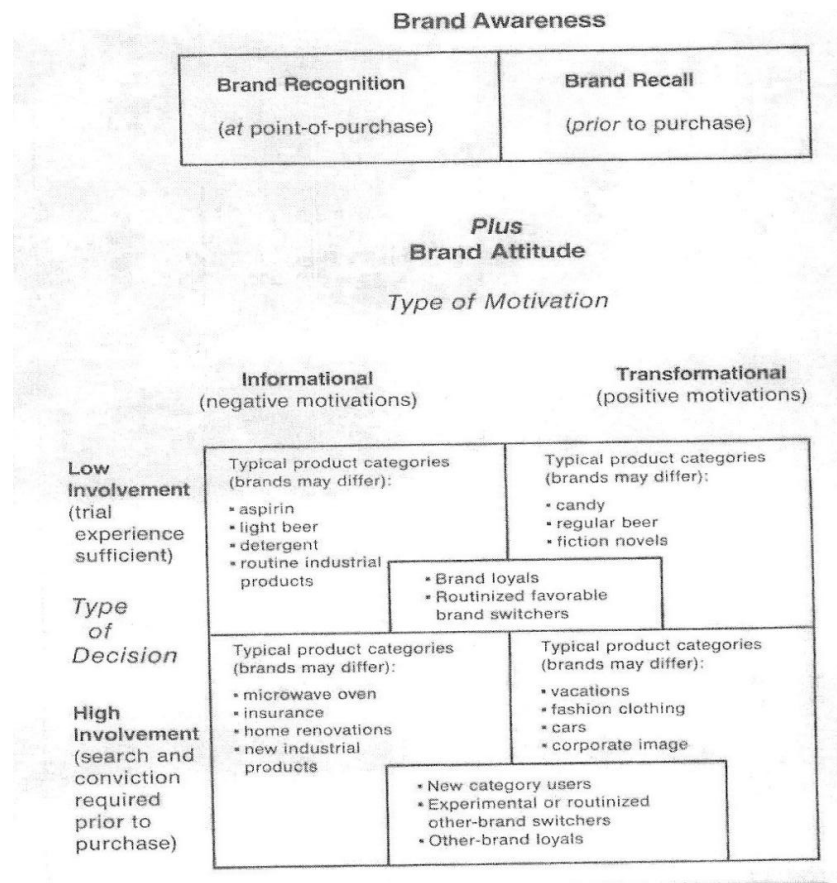 Brand Awareness
Brand Recognition
(at point-of-purchase)
Brand Recall
(prior to purchase)
Plus
Brand Attitude
Type of Motivation
Informational
(negative motivations)
Transformational
(positive motivations)
Low
Involvement
(trial
experience
sufficient)
Typical product categories
(brands may differ):
▪ aspirin
▪ light beer
▪ detergent
▪ routine industrial
products
Typical product categories
(brands may differ):
▪ candy
▪ regular beer
▪ fiction novels
▪ Brand loyals
▪ Routinized favorable
brand switchers
Type
of
Decision
High
Involvement
(search and
conviction
required
prior to
purchase)
Typical product categories
(brands may differ):
▪ microwave oven
▪ insurance
▪ home renovations
▪ new industrial
products
Typical product categories
(brands may differ):
▪ vacations
▪ fashion clothing
▪ cars
▪ corporate image
▪ New category users
▪ Experimental or routinized
other-brand switchers
▪ Other-brand loyals